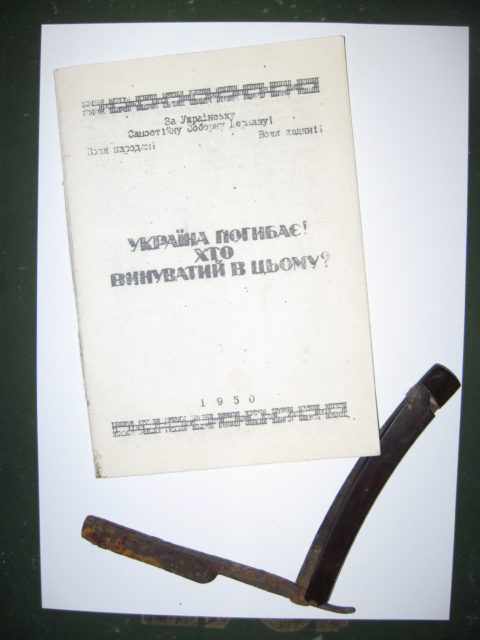 За Українську
Самостійну Соборну Державу!
Воля народам!
Воля людині!
УКРАЇНА ПОГИБАЄ!
ХТО
ВИНУВАТИЙ В ЦЬОМУ?
1950